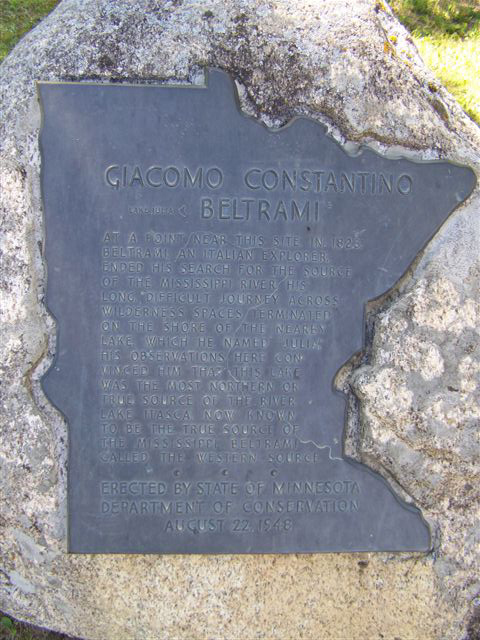 GIACOMO CONSTANTINO
LAKE JULIA
BELTRAMI
AT A POINT NEAR THIS SITE IN 1823
BELTRAMI, AN ITALIAN EXPLORER,
ENDED HIS SEARCH FOR THE SOURCE
OF THE MISSISSIPPI RIVER. HIS
LONG DIFFICULT JOURNEY ACROSS
WILDERNESS SPACES TERMINATED
ON THE SHORE OF THE NEARBY
LAKE WHICH HE NAMED "JULIA"
HIS OBSERVATIONS HERE CON-
VINCED HIM THAT THIS LAKE
WAS THE MOST NORTHERN OR
TRUE SOURCE OF THE RIVER.
LAKE ITASCA NOW KNOWN
TO BE THE TRUE SOURCE OF
THE MISSISSIPPI, BELTRAMI
CALLED THE WESTERN SOURCE.
ERECTED BY STATE OF MINNESOTA
DEPARTMENT OF CONSERVATION
AUGUST 22, 1948